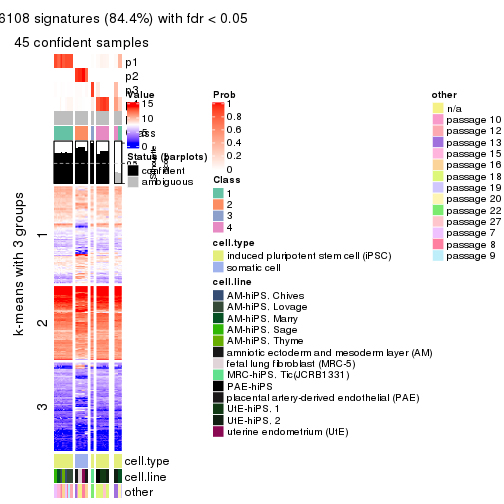 6108 signatures (84.4%) with fdr < 0.05
45 confident samples
p1
p2
p3
Value
15
10
5
0
Status (barplots)
confident
ambiguous
k-means with 3 groups
1
2
3
cell.type
cell.line
other
Prob
1
0.8
0.6
0.4
0.2
0
Class
1
2
3
4
cell.type
induced pluripotent stem cell (iPSC)
somatic cell
cell.line
AM-hiPS. Chives
AM-hiPS. Lovage
AM-hiPS. Marry
AM-hiPS. Sage
AM-hiPS. Thyme
amniotic ectoderm and mesoderm layer (AM)
fetal lung fibroblast (MRC-5)
MRC-hiPS. Tic(JCRB1331)
PAE-hiPS
placental artery-derived endothelial (PAE)
UtE-hiPS. 1
UtE-hiPS. 2
uterine endometrium (UtE)
other
n/a
passage 10
passage 12
passage 13
passage 15
passage 16
passage 18
passage 19
passage 20
passage 22
passage 27
passage 7
passage 8
passage 9